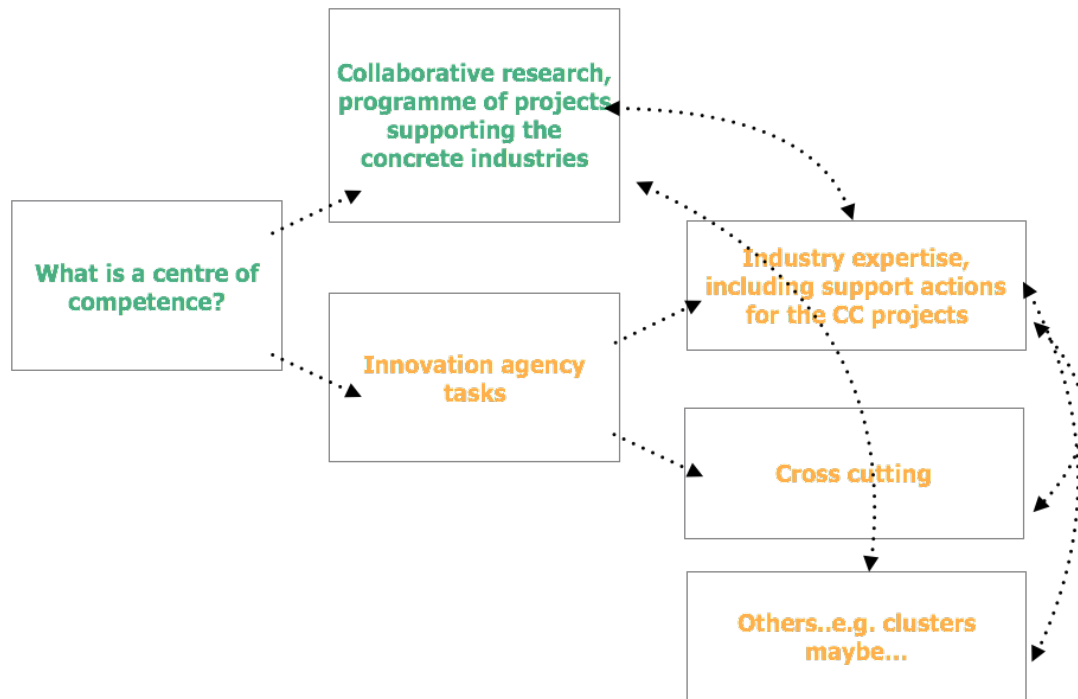 Collaborative research,
programme of projects
supporting the
concrete industries
What is a centre of
competence?
Industry expertise,
including support actions
for the CC projects
Innovation agency
tasks
Cross cutting
Others..e.g. clusters
maybe...